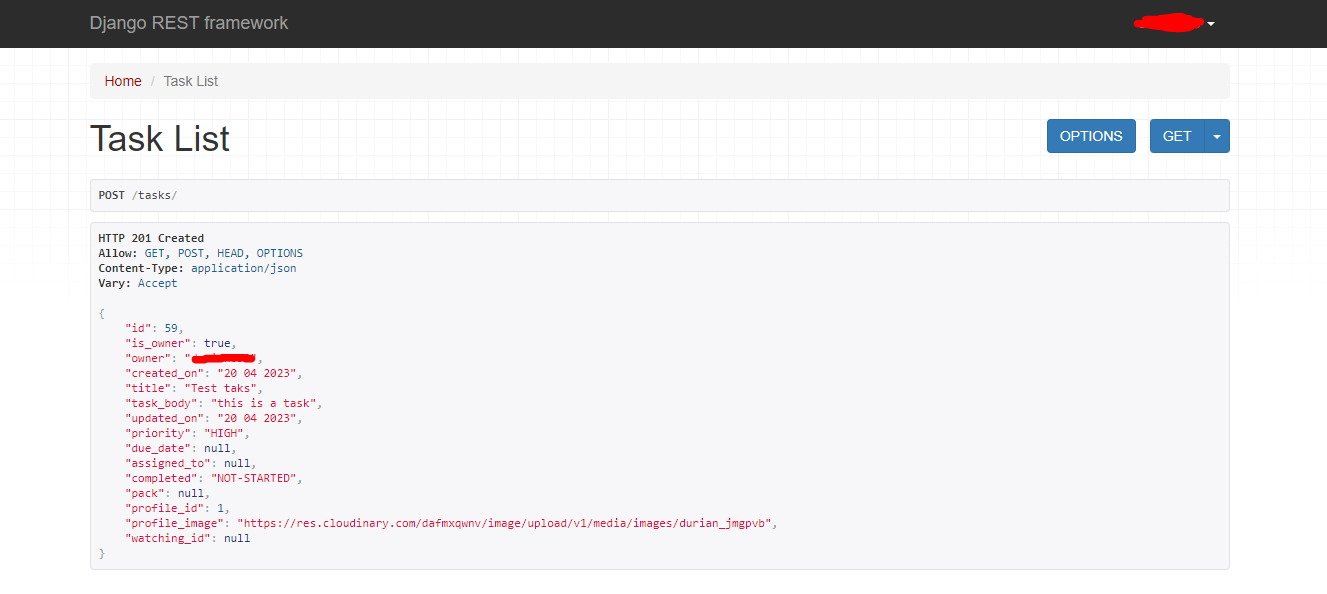 Django REST framework
Home / Task List
Task List
OPTIONS
GET
POST /tasks/
HTTP 201 Created
Allow: GET, POST, HEAD, OPTIONS
Content-Type: application/json
Vary: Accept
{
    "id": 59,
    "is_owner": true,
    "owner": "",
    "created_on": "20 04 2023",
    "title": "Test taks",
    "task_body": "this is a task",
    "updated_on": "20 04 2023",
    "priority": "HIGH",
    "due_date": null,
    "assigned_to": null,
    "completed": "NOT-STARTED",
    "pack": null,
    "profile_id": 1,
    "profile_image": "https://res.cloudinary.com/dafmxqwnv/image/upload/v1/media/images/durian_jmgpvb",
    "watching_id": null
}